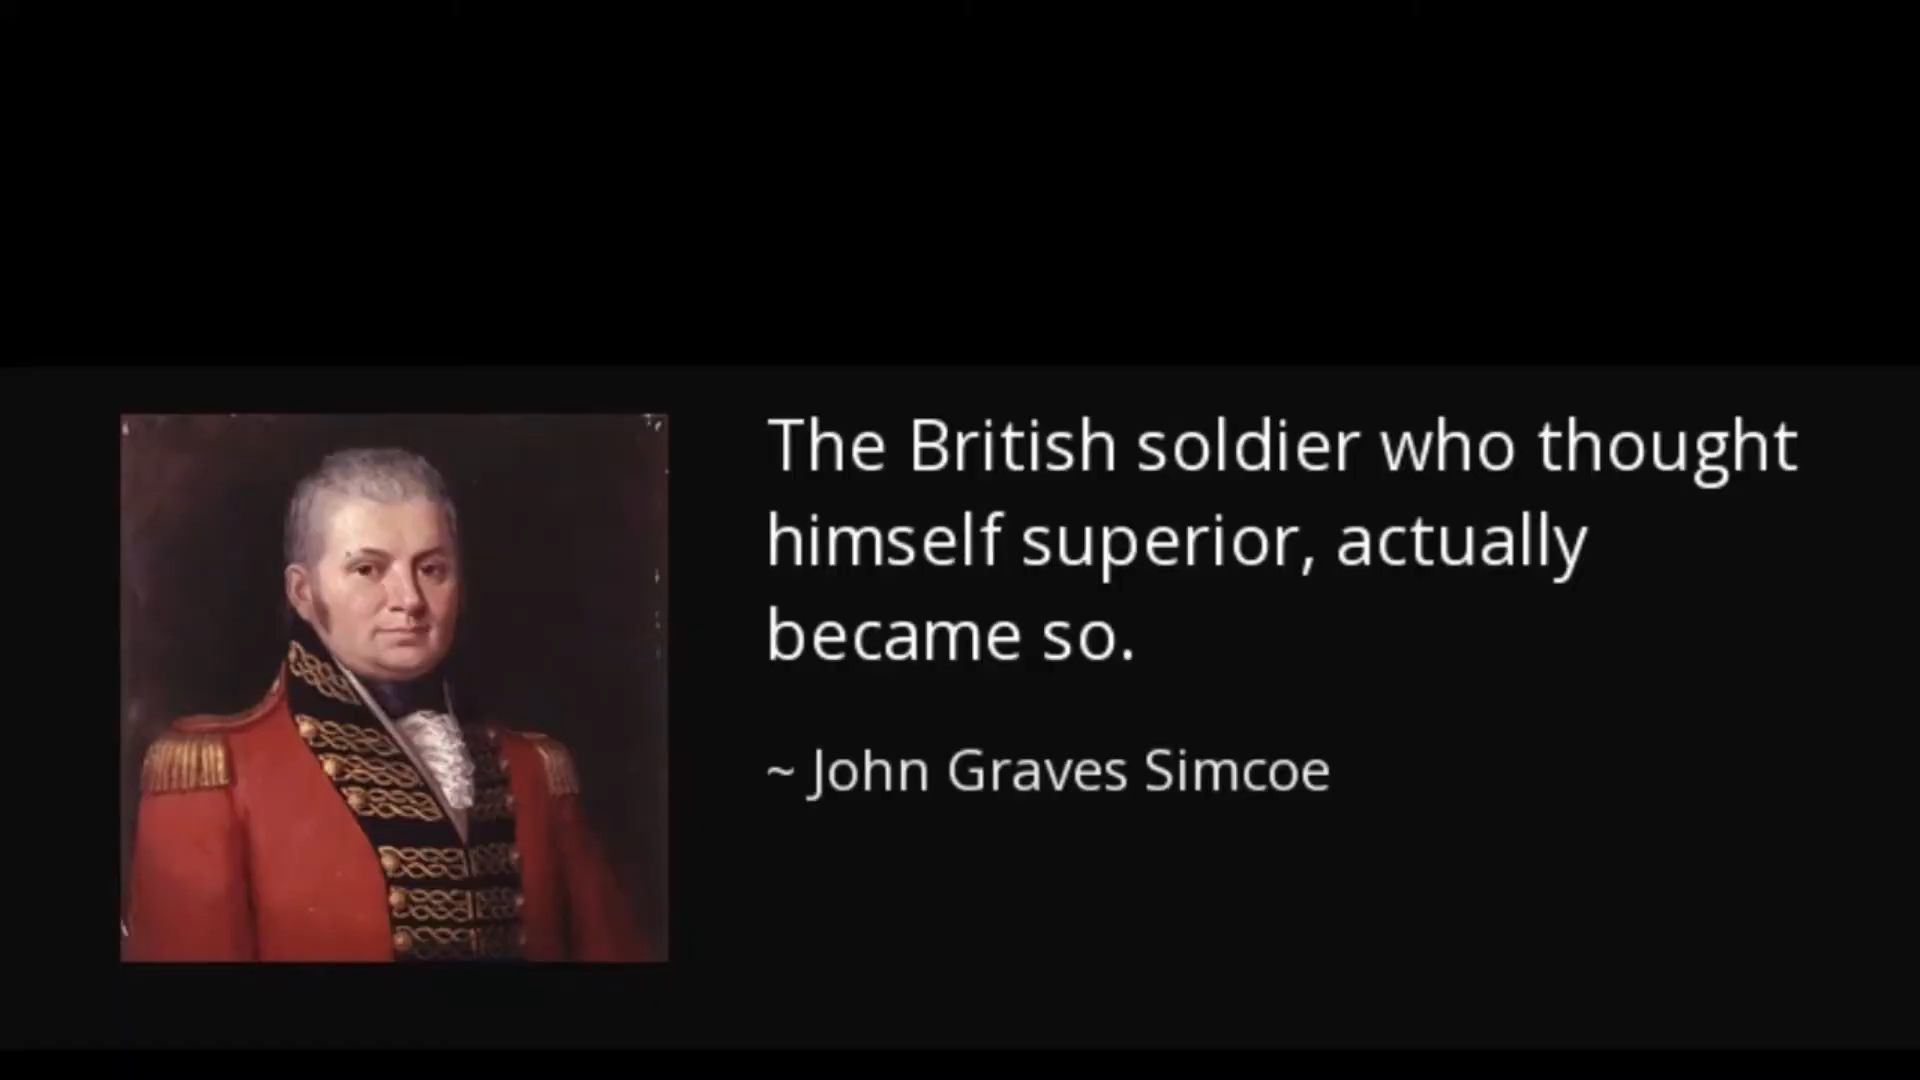 The British soldier who thought
himself superior, actually
became so.
~ John Graves Simcoe